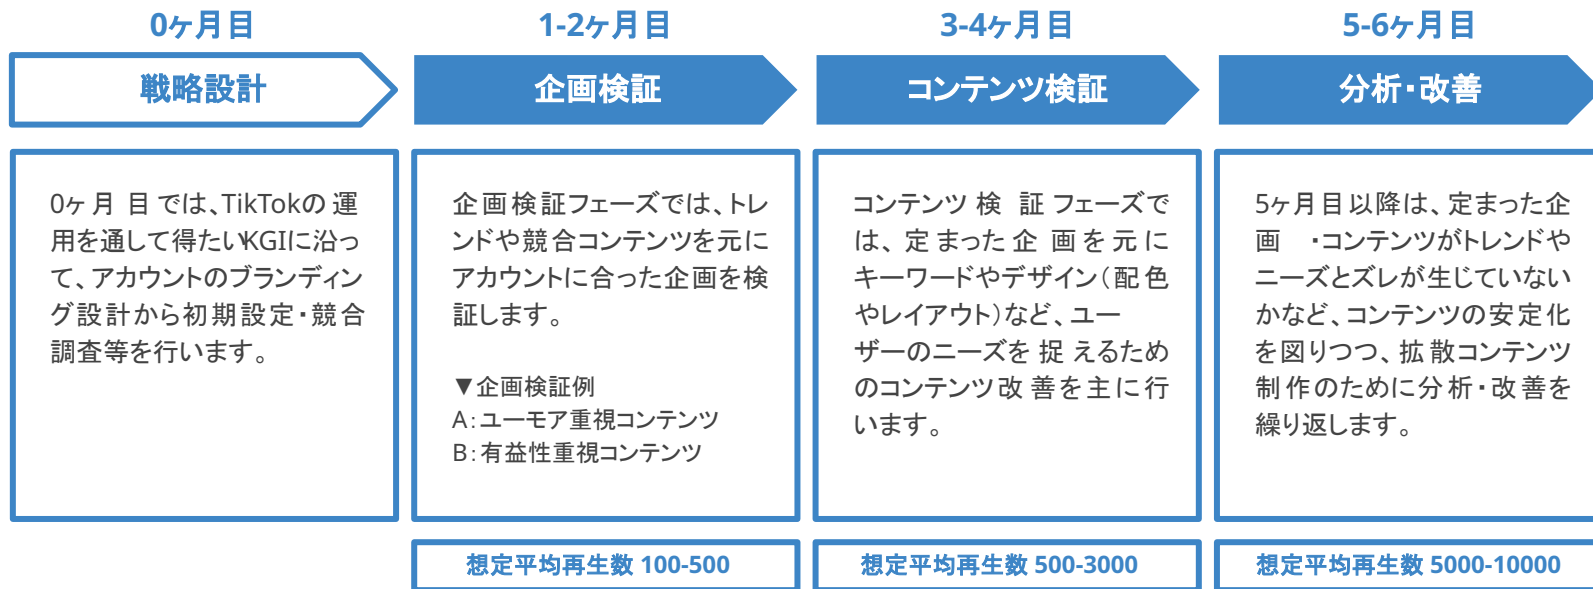 0ヶ月目
戦略設計
0ヶ月目では、TikTokの運
用を通して得たいKGIに沿っ
て、アカウントのブランディン
グ設計から初期設定・競合
調査等を行います。
1-2ヶ月目
企画検証
企画検証フェーズでは、トレ
ンドや競合コンテンツを元に
アカウントに合った企画を検
証します。
▼企画検証例
A：ユーモア重視コンテンツ
B：有益性重視コンテンツ
想定平均再生数 100-500
3-4ヶ月目
コンテンツ検証
コンテンツ検証フェーズで
は、定まった企画を元に
キーワードやデザイン（配色
やレイアウト）など、ユー
ザーのニーズを捉えるため
のコンテンツ改善を主に行
います。
想定平均再生数 500-3000
5-6ヶ月目
分析・改善
5ヶ月目以降は、定まった企
画 ・コンテンツがトレンドや
ニーズとズレが生じていない
かなど、コンテンツの安定化
を図りつつ、拡散コンテンツ
制作のために分析・改善を
繰り返します。
想定平均再生数 5000-10000